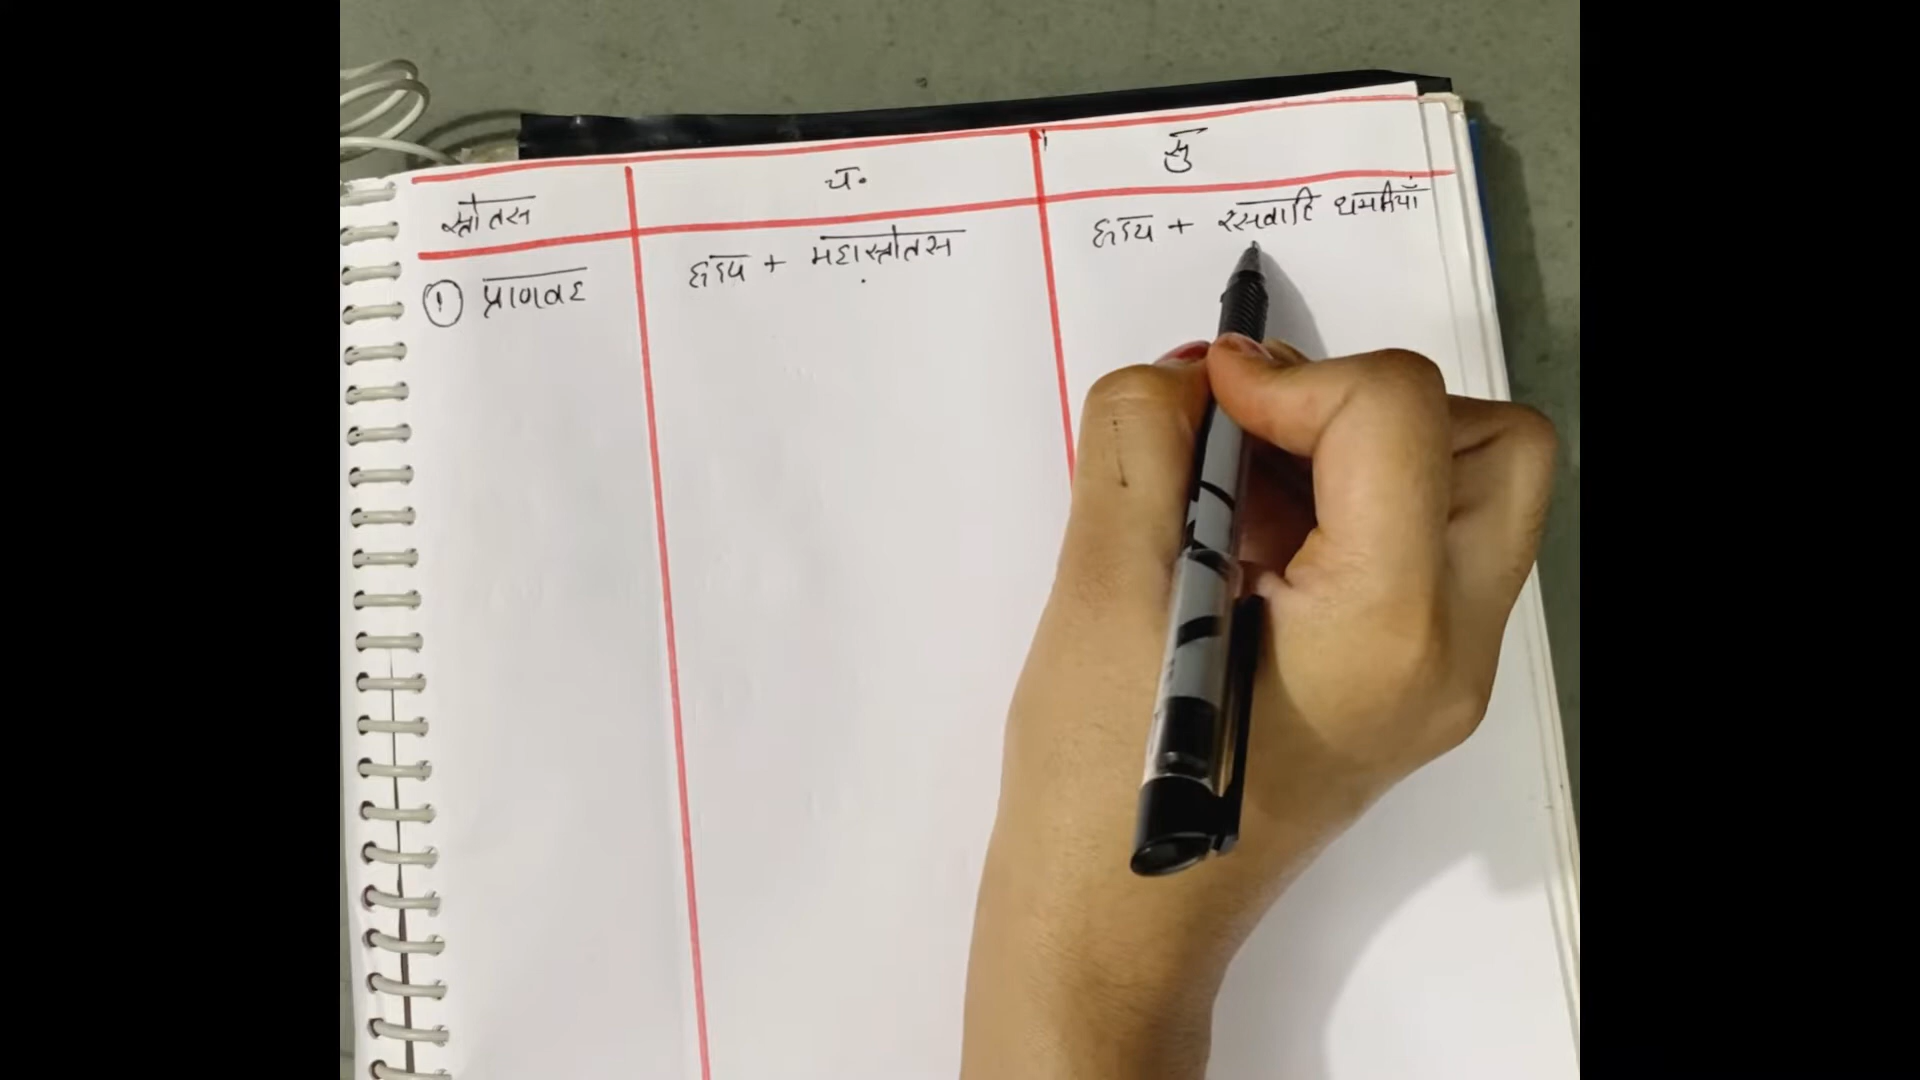 स्त्रोतस च. सु
① प्राणवह हृदय + महास्त्रोतस हृदय + रसवाहि धमनियाँ